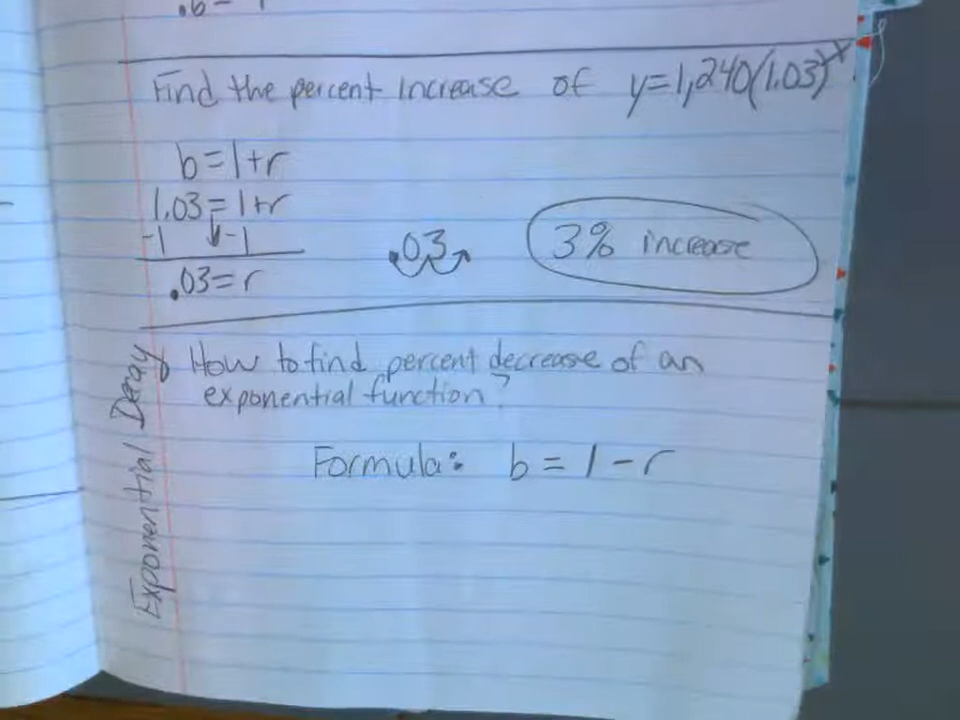 Find the percent increase of y=1,240(1.03)^x
b=1+r
1.03=1+r
-1 -1
.03=r
.03
3% increase
Exponential Decay
How to find percent decrease of an
exponential function?
Formula: b=1-r